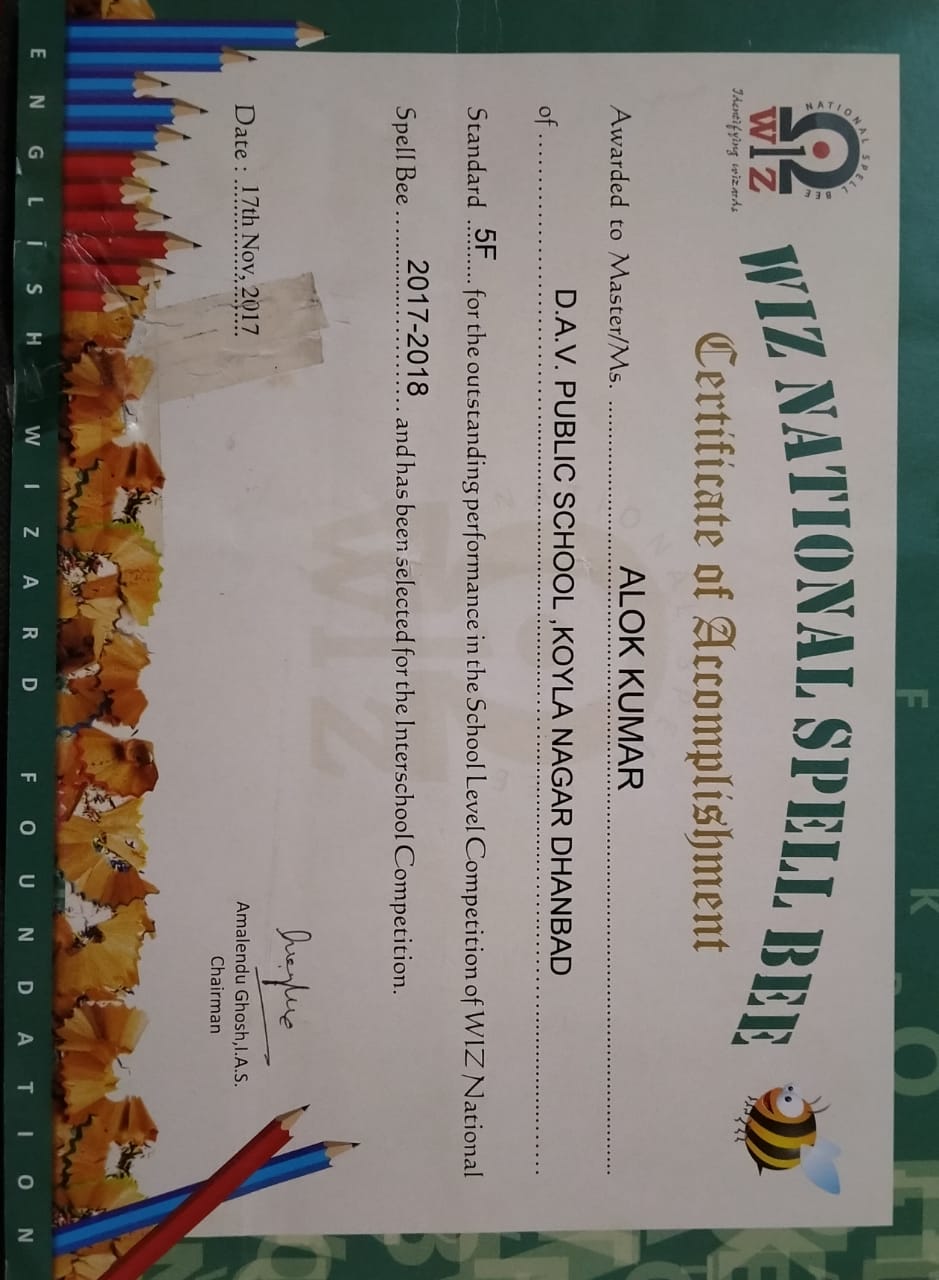 NATIONAL SPELL BEE
WIZ
Identifying wizards
WIZ NATIONAL SPELL BEE
Certificate of Accomplishment
Awarded to Master/Ms. ALOK KUMAR
of D.A.V. PUBLIC SCHOOL ,KOYLA NAGAR DHANBAD
Standard 5F for the outstanding performance in the School Level Competition of WIZ National
Spell Bee 2017-2018 and has been selected for the Interschool Competition.
Date : 17th Nov, 2017
Amalendu Ghosh,I.A.S.
Chairman
ENGLISH WIZARD FOUNDATION